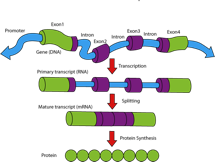 Promoter
Exon1
Intron
Exon2
Intron
Exon3
Intron
Exon4
Gene (DNA)
Transcription
Primary transcript (RNA)
Splitting
Mature transcript (mRNA)
Protein Synthesis
Protein